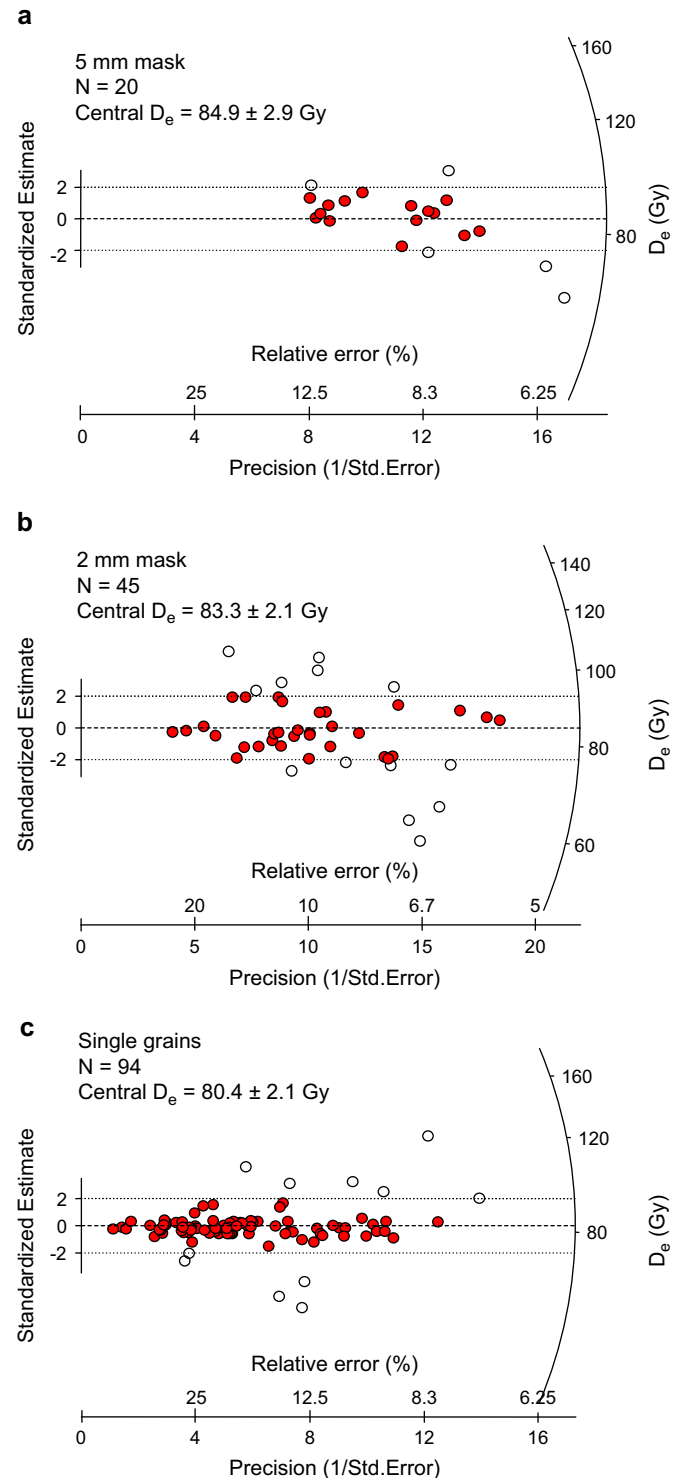 a
5 mm mask
N = 20
Central De = 84.9 ± 2.9 Gy
Standardized Estimate
2
0
-2
160
120
80
De (Gy)
Relative error (%)
25 12.5 8.3 6.25
0 4 8 12 16
Precision (1/Std.Error)
b
2 mm mask
N = 45
Central De = 83.3 ± 2.1 Gy
Standardized Estimate
2
0
-2
140
120
100
80
60
De (Gy)
Relative error (%)
20 10 6.7 5
0 5 10 15 20
Precision (1/Std.Error)
c
Single grains
N = 94
Central De = 80.4 ± 2.1 Gy
Standardized Estimate
2
0
-2
160
120
80
De (Gy)
Relative error (%)
25 12.5 8.3 6.25
0 4 8 12 16
Precision (1/Std.Error)